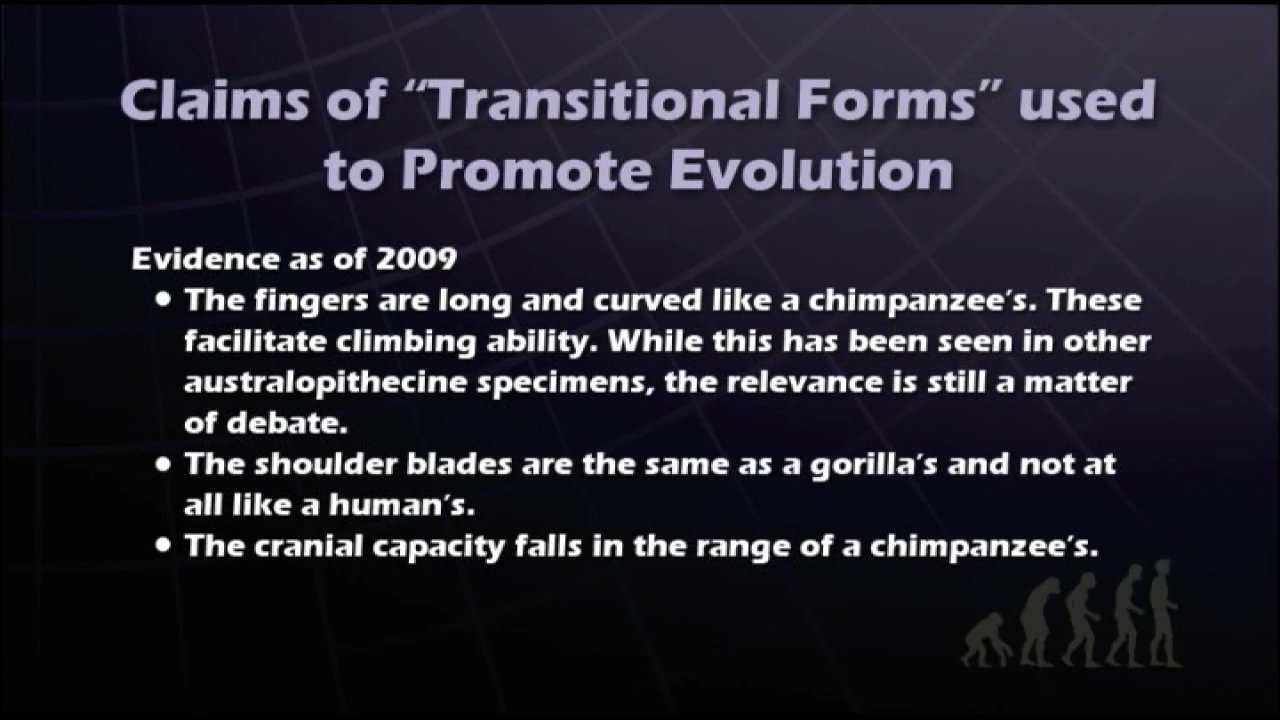 Claims of “Transitional Forms” used
to Promote Evolution
Evidence as of 2009
• The fingers are long and curved like a chimpanzee’s. These
facilitate climbing ability. While this has been seen in other
australopithecine specimens, the relevance is still a matter
of debate.
• The shoulder blades are the same as a gorilla’s and not at
all like a human’s.
• The cranial capacity falls in the range of a chimpanzee’s.